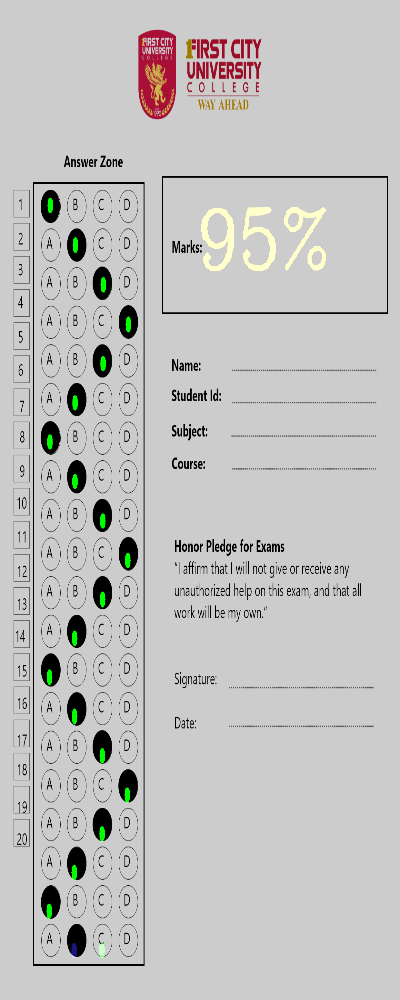 FIRST CITY
UNIVERSITY
COLLEGE
FIRST CITY
UNIVERSITY
COLLEGE
WAY AHEAD
Answer Zone
1 B C D
2 A C D
3 A B D
4 A B C
5 A B D
6 A C D
7 B C D
8 A C D
9 A B D
10 A B C
11 A B D
12 A C D
13 B C D
14 A C D
15 A B D
16 A B C
17 A B D
18 A C D
19 B C D
20 A C D
Marks: 95%
Name:
Student Id:
Subject:
Course:
Honor Pledge for Exams
"I affirm that I will not give or receive any
unauthorized help on this exam, and that all
work will be my own."
Signature:
Date: